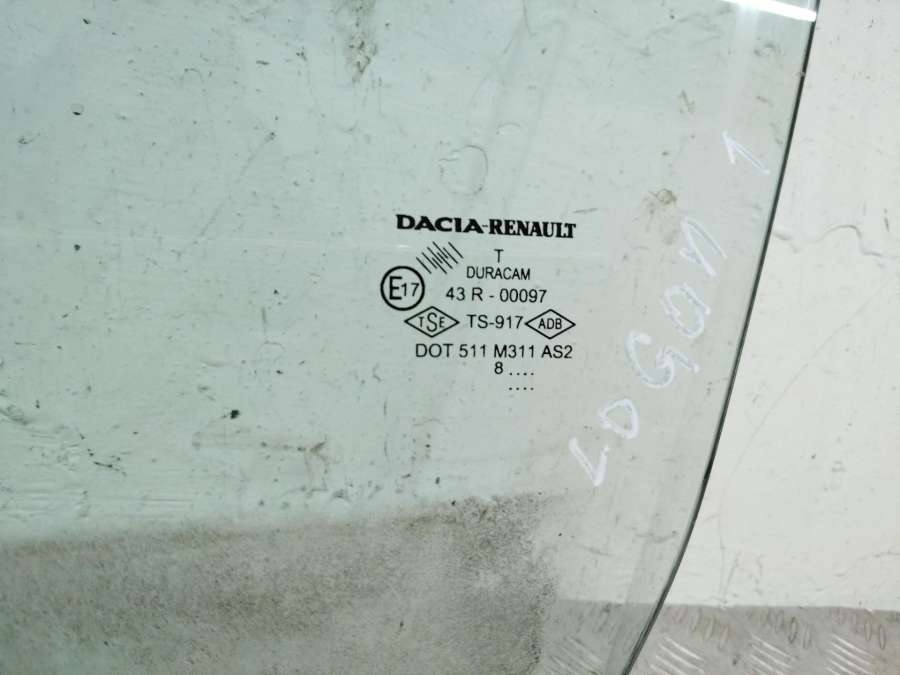 DACIA-RENAULT
T
DURACAM
E17
43 R - 00097
TSE TS-917 ADB
DOT 511 M311 AS2
8 ....
....
LOGAN 1